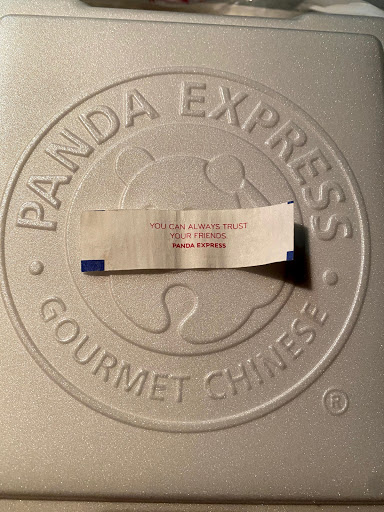 PANDA EXPRESS
YOU CAN ALWAYS TRUST
YOUR FRIENDS.
PANDA EXPRESS
GOURMET CHINESE
®